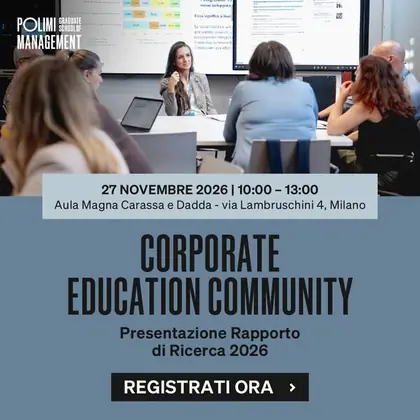 POLIMI GRADUATE SCHOOL OF
MANAGEMENT
27 NOVEMBRE 2026 | 10:00 – 13:00
Aula Magna Carassa e Dadda - via Lambruschini 4, Milano
CORPORATE
EDUCATION COMMUNITY
Presentazione Rapporto
di Ricerca 2026
REGISTRATI ORA >